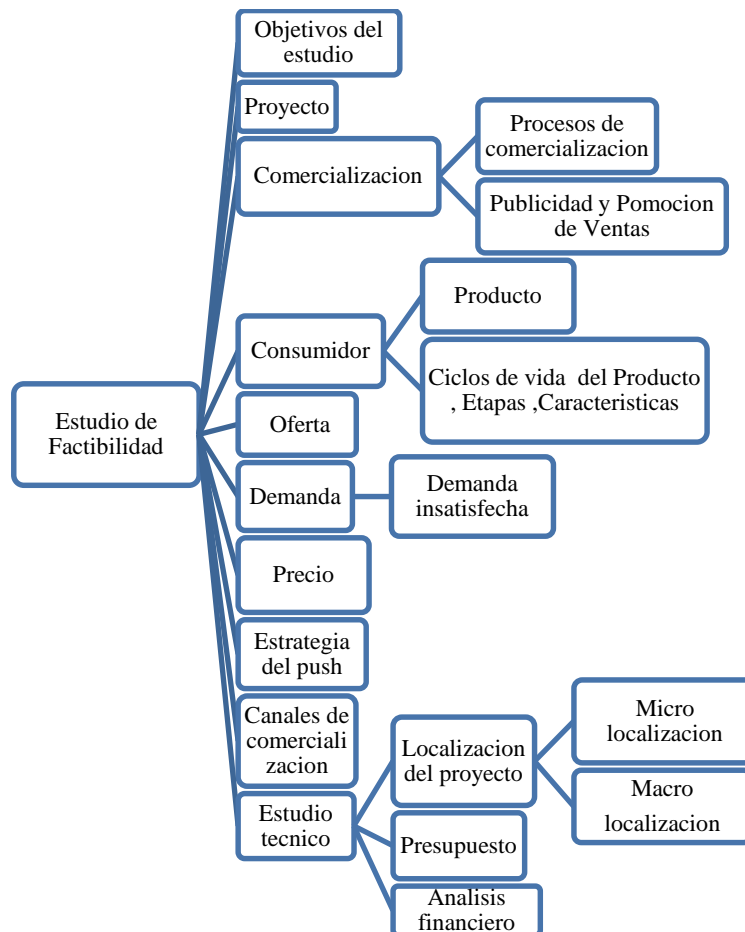 Objetivos del
estudio
Proyecto
Comercializacion
Procesos de
comercializacion
Publicidad y Pomocion
de Ventas
Consumidor
Producto
Ciclos de vida del Producto
, Etapas ,Caracteristicas
Estudio de
Factibilidad
Oferta
Demanda
Demanda
insatisfecha
Precio
Estrategia
del push
Canales de
comerciali
zacion
Estudio
tecnico
Localizacion
del proyecto
Micro
localizacion
Macro
localizacion
Presupuesto
Analisis
financiero